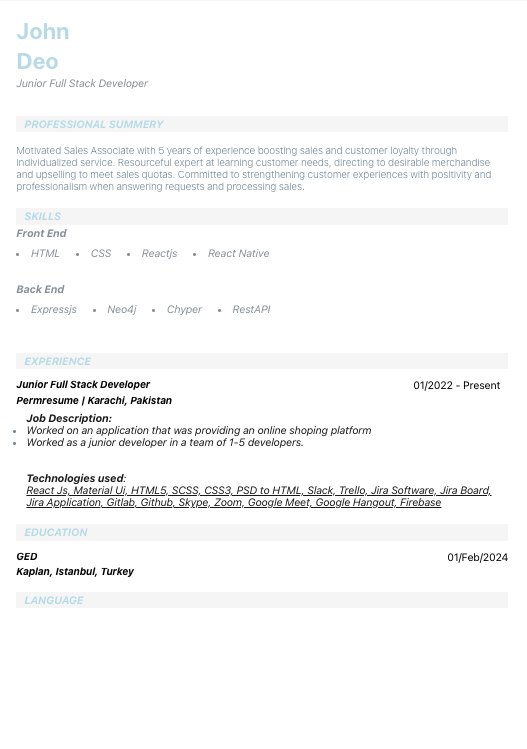 John
Deo
Junior Full Stack Developer
PROFESSIONAL SUMMERY
Motivated Sales Associate with 5 years of experience boosting sales and customer loyalty through
individualized service. Resourceful expert at learning customer needs, directing to desirable merchandise
and upselling to meet sales quotas. Committed to strengthening customer experiences with positivity and
professionalism when answering requests and processing sales.
SKILLS
Front End
• HTML • CSS • Reactjs • React Native
Back End
• Expressjs • Neo4j • Chyper • RestAPI
EXPERIENCE
Junior Full Stack Developer 01/2022 - Present
Permresume | Karachi, Pakistan
Job Description:
• Worked on an application that was providing an online shoping platform
• Worked as a junior developer in a team of 1-5 developers.
Technologies used:
React Js, Material Ui, HTML5, SCSS, CSS3, PSD to HTML, Slack, Trello, Jira Software, Jira Board,
Jira Application, Gitlab, Github, Skype, Zoom, Google Meet, Google Hangout, Firebase
EDUCATION
GED 01/Feb/2024
Kaplan, Istanbul, Turkey
LANGUAGE